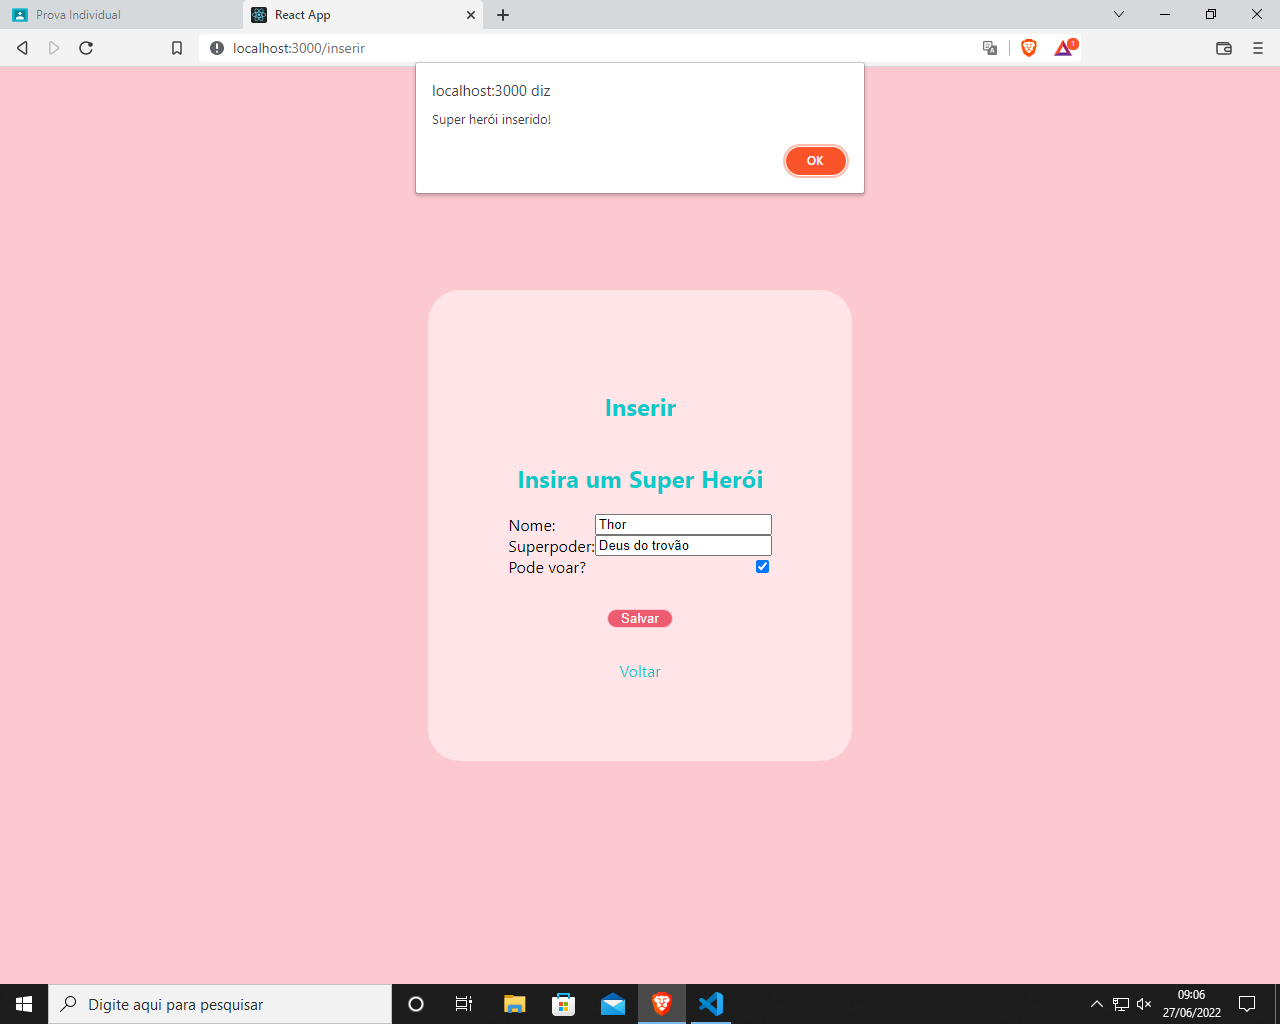 Prova Individual
React App
localhost:3000/inserir
1
localhost:3000 diz
Super herói inserido!
OK
Inserir
Insira um Super Herói
Nome: Thor
Superpoder: Deus do trovão
Pode voar?
Salvar
Voltar
Digite aqui para pesquisar
09:06
27/06/2022